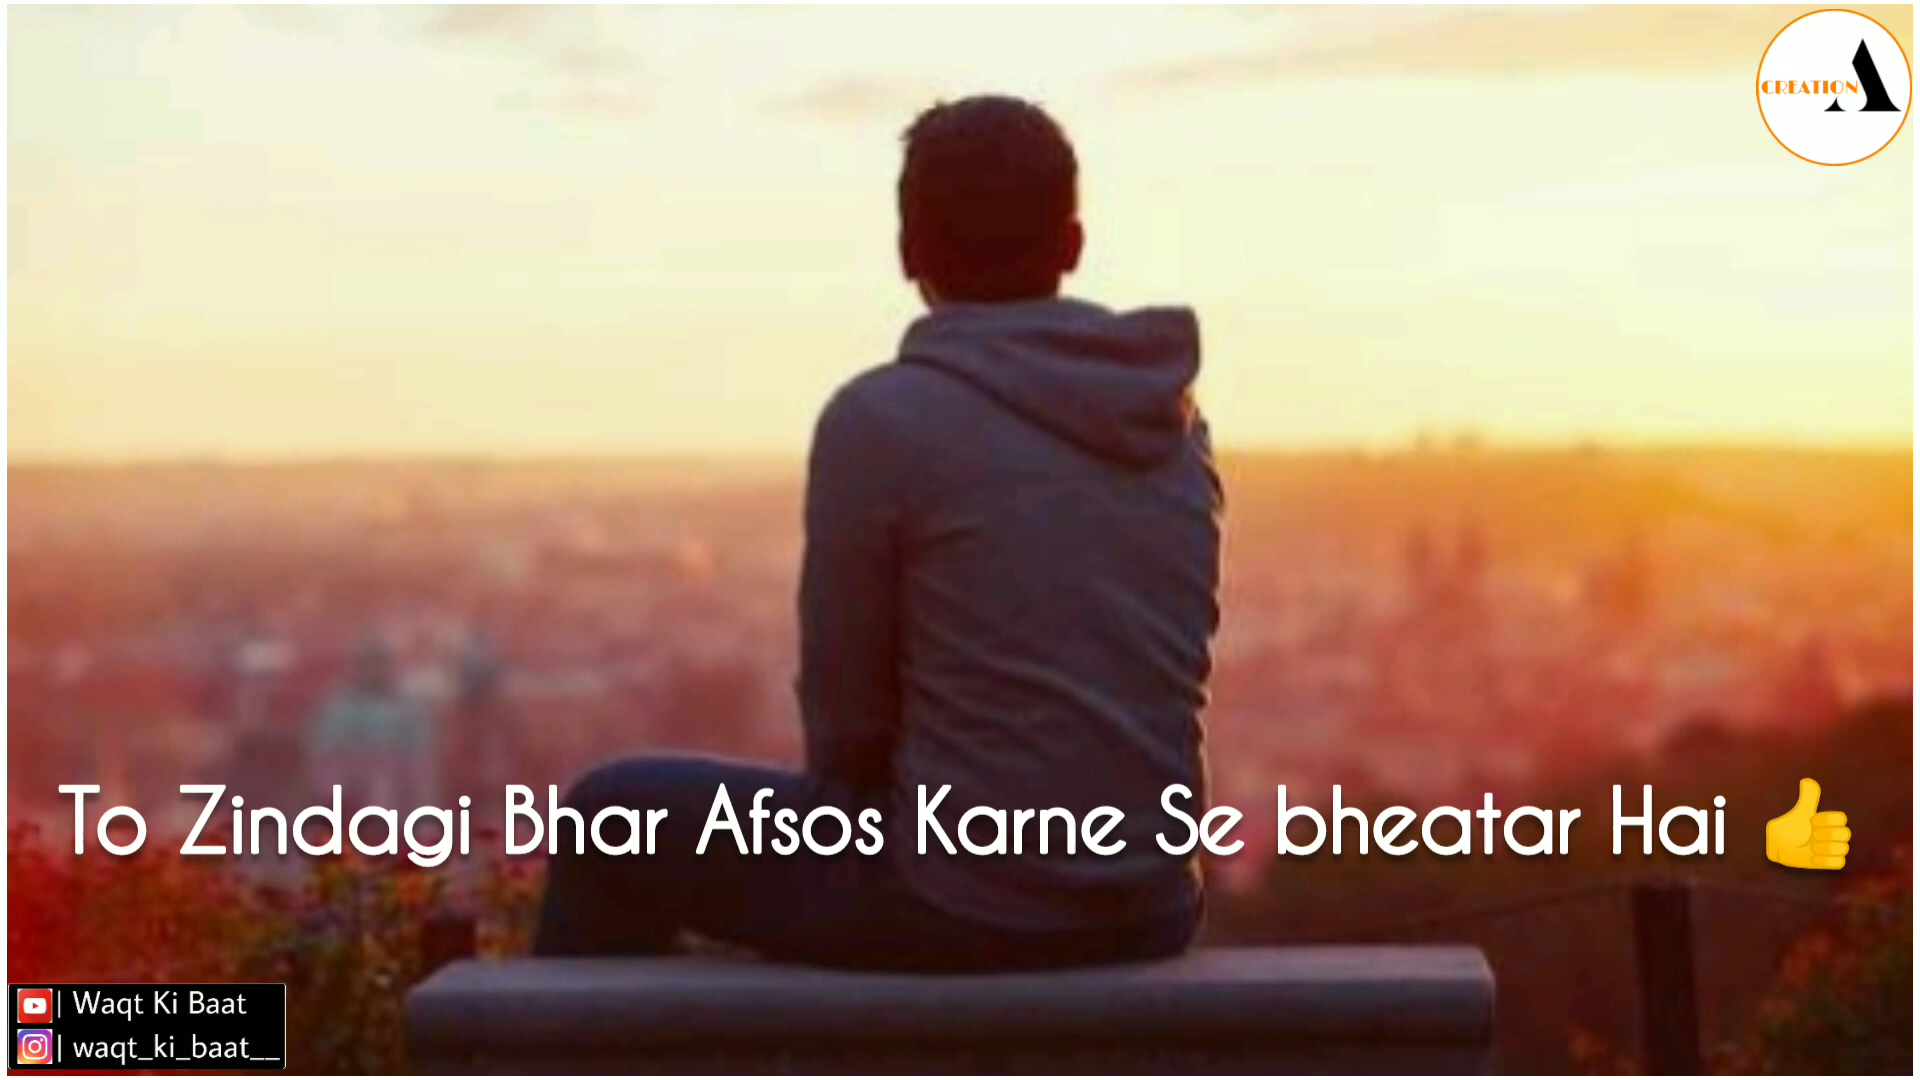 CREATION A
To Zindagi Bhar Afsos Karne Se bheatar Hai 👍
| Waqt Ki Baat
| waqt_ki_baat__